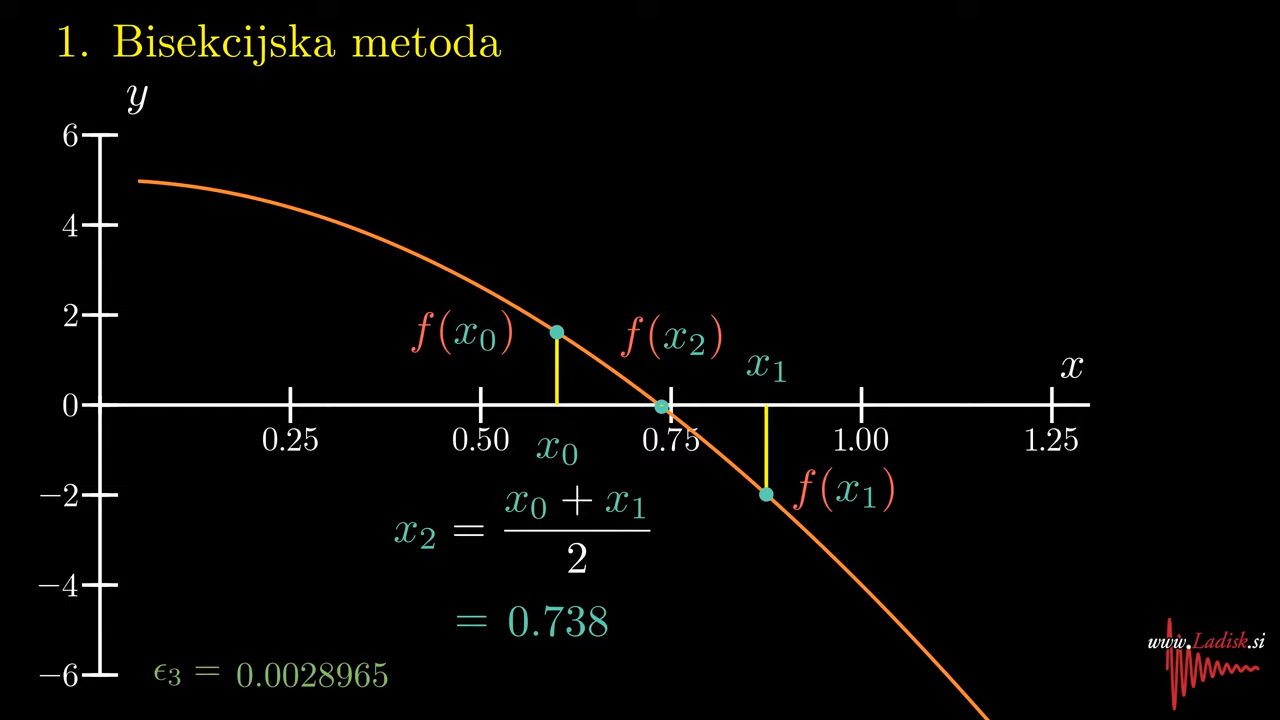 1. Bisekcijska metoda
y
6
4
2
0
−2
−4
−6
f(x₀)
f(x₂)
x₁
x
0.25 0.50 0.75 1.00 1.25
x₀
f(x₁)
x₂ = (x₀ + x₁)/2
= 0.738
ϵ₃ = 0.0028965
www.Ladisk.si